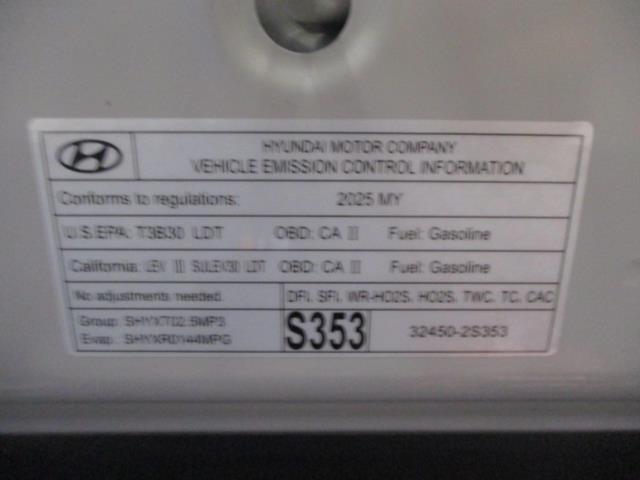 HYUNDAI MOTOR COMPANY
VEHICLE EMISSION CONTROL INFORMATION
Conforms to regulations: 2025 MY
U.S.EPA: T3B30 LDT OBD: CA II Fuel: Gasoline
California: LEV III SULEV30 LDT OBD: CA II Fuel: Gasoline
No adjustments needed. DFI, SFI, WR-HO2S, HO2S, TWC, TC, CAC
Group:
Evap:
S353 32450-2S353